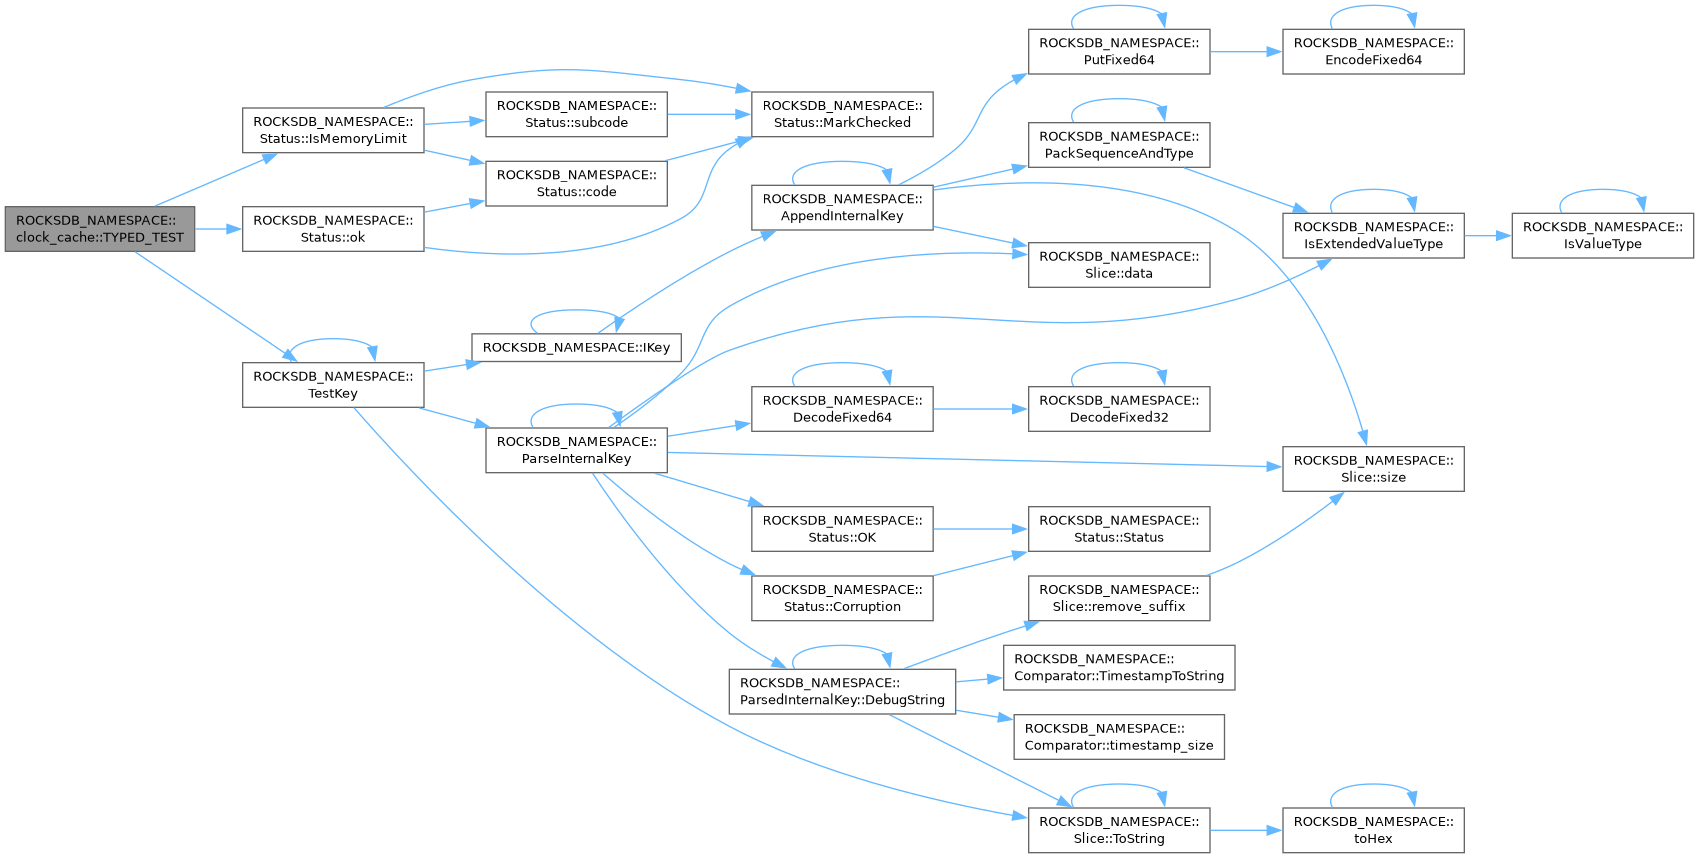 ROCKSDB_NAMESPACE::
clock_cache::TYPED_TEST
ROCKSDB_NAMESPACE::
Status::IsMemoryLimit
ROCKSDB_NAMESPACE::
Status::ok
ROCKSDB_NAMESPACE::
TestKey
ROCKSDB_NAMESPACE::
Status::subcode
ROCKSDB_NAMESPACE::
Status::code
ROCKSDB_NAMESPACE::IKey
ROCKSDB_NAMESPACE::
ParseInternalKey
ROCKSDB_NAMESPACE::
Status::MarkChecked
ROCKSDB_NAMESPACE::
AppendInternalKey
ROCKSDB_NAMESPACE::
DecodeFixed64
ROCKSDB_NAMESPACE::
Status::OK
ROCKSDB_NAMESPACE::
Status::Corruption
ROCKSDB_NAMESPACE::
ParsedInternalKey::DebugString
ROCKSDB_NAMESPACE::
PutFixed64
ROCKSDB_NAMESPACE::
PackSequenceAndType
ROCKSDB_NAMESPACE::
Slice::data
ROCKSDB_NAMESPACE::
DecodeFixed32
ROCKSDB_NAMESPACE::
Status::Status
ROCKSDB_NAMESPACE::
Slice::remove_suffix
ROCKSDB_NAMESPACE::
Comparator::TimestampToString
ROCKSDB_NAMESPACE::
Comparator::timestamp_size
ROCKSDB_NAMESPACE::
Slice::ToString
ROCKSDB_NAMESPACE::
EncodeFixed64
ROCKSDB_NAMESPACE::
IsExtendedValueType
ROCKSDB_NAMESPACE::
Slice::size
ROCKSDB_NAMESPACE::
toHex
ROCKSDB_NAMESPACE::
IsValueType